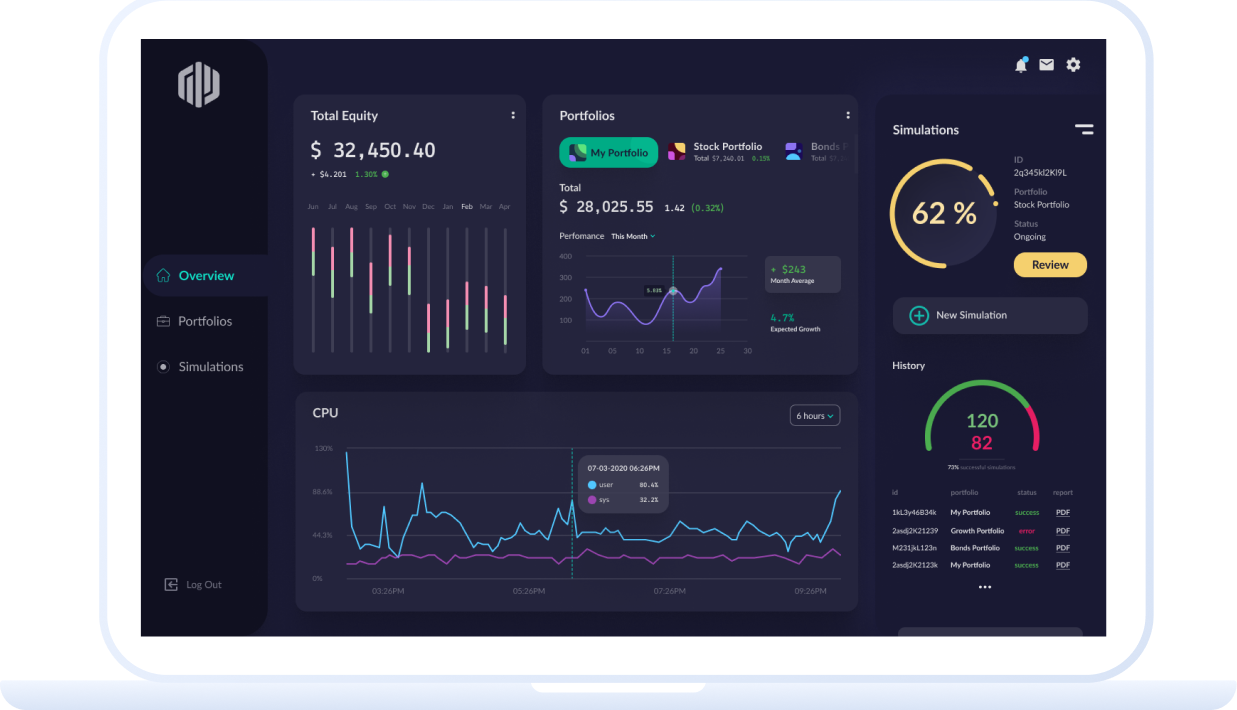 Overview
Portfolios
Simulations
Log Out
Total Equity
$ 32,450.40
+ $4.201 1.30%
Jun Jul Aug Sep Oct Nov Dec Jan Feb Mar Apr
Portfolios
My Portfolio
Stock Portfolio
Total $7,240.01 0.15%
Bonds
Total
Total
$ 28,025.55 1.42 (0.32%)
Perfomance This Month
400
300
200
100
5.03%
01 05 10 15 20 25 30
+ $243
Month Average
4.7%
Expected Growth
CPU
6 hours
130%
88.6%
44.3%
0%
07-03-2020 06:26PM
user 80.4%
sys 32.2%
03:26PM 05:26PM 07:26PM 09:26PM
Simulations
62 %
ID
2q345kl2KI9L
Portfolio
Stock Portfolio
Status
Ongoing
Review
New Simulation
History
120
82
73% successful simulations
id portfolio status report
1kL3y46B34k My Portfolio success PDF
2asdj2K21239 Growth Portfolio error PDF
M231jkL123n Bonds Portfolio success PDF
2asdj2K2123k My Portfolio success PDF